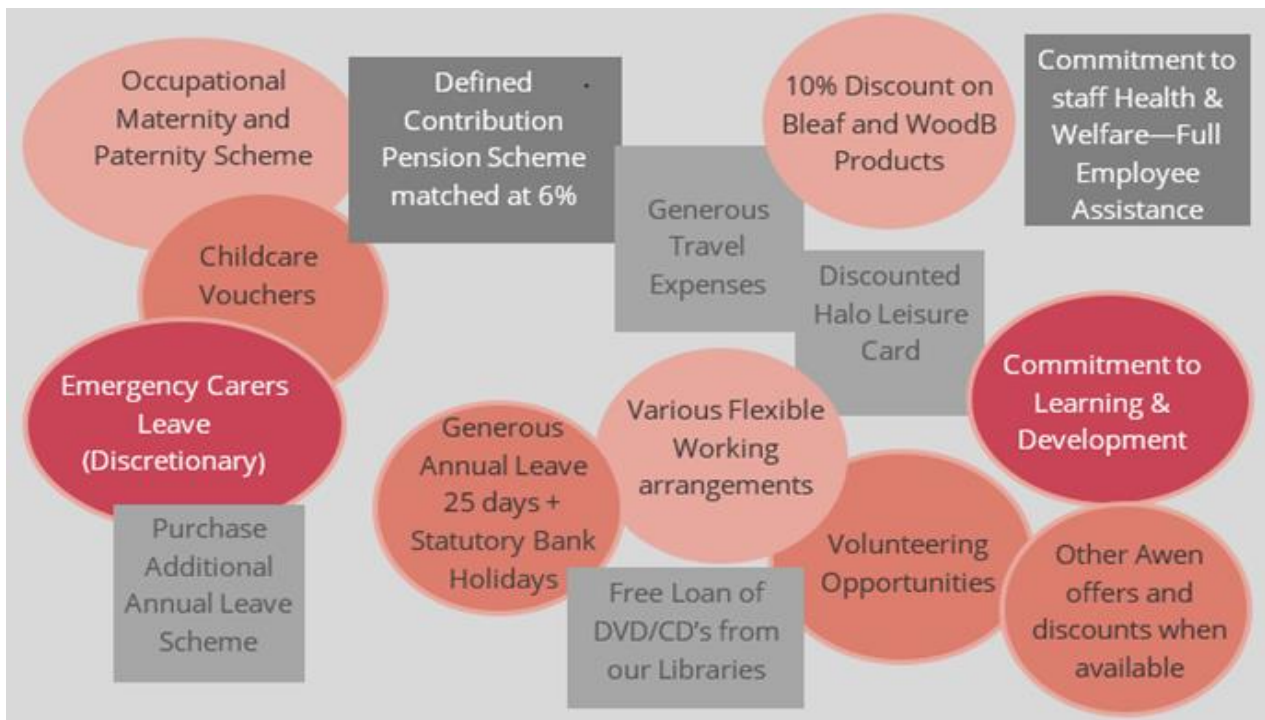 Occupational
Maternity and
Paternity Scheme
Defined
Contribution
Pension Scheme
matched at 6%
10% Discount on
Bleaf and WoodB
Products
Commitment to
staff Health &
Welfare—Full
Employee
Assistance
Generous
Travel
Expenses
Childcare
Vouchers
Discounted
Halo Leisure
Card
Emergency Carers
Leave
(Discretionary)
Commitment to
Learning &
Development
Various Flexible
Working
arrangements
Generous
Annual Leave
25 days +
Statutory Bank
Holidays
Purchase
Additional
Annual Leave
Scheme
Volunteering
Opportunities
Other Awen
offers and
discounts when
available
Free Loan of
DVD/CD's from
our Libraries